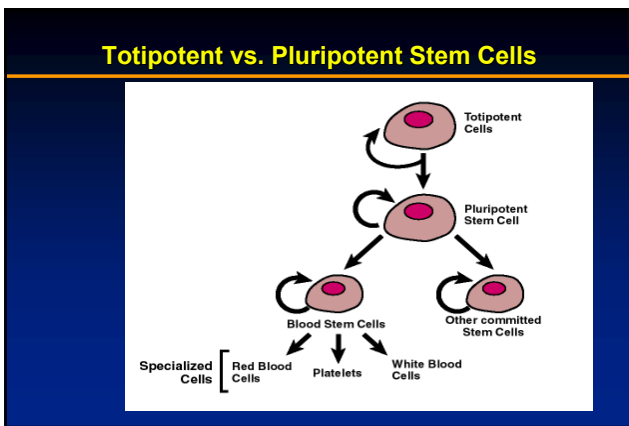 Totipotent vs. Pluripotent Stem Cells
Totipotent
Cells
Pluripotent
Stem Cell
Blood Stem Cells
Other committed
Stem Cells
Specialized
Cells
Red Blood
Cells
Platelets
White Blood
Cells